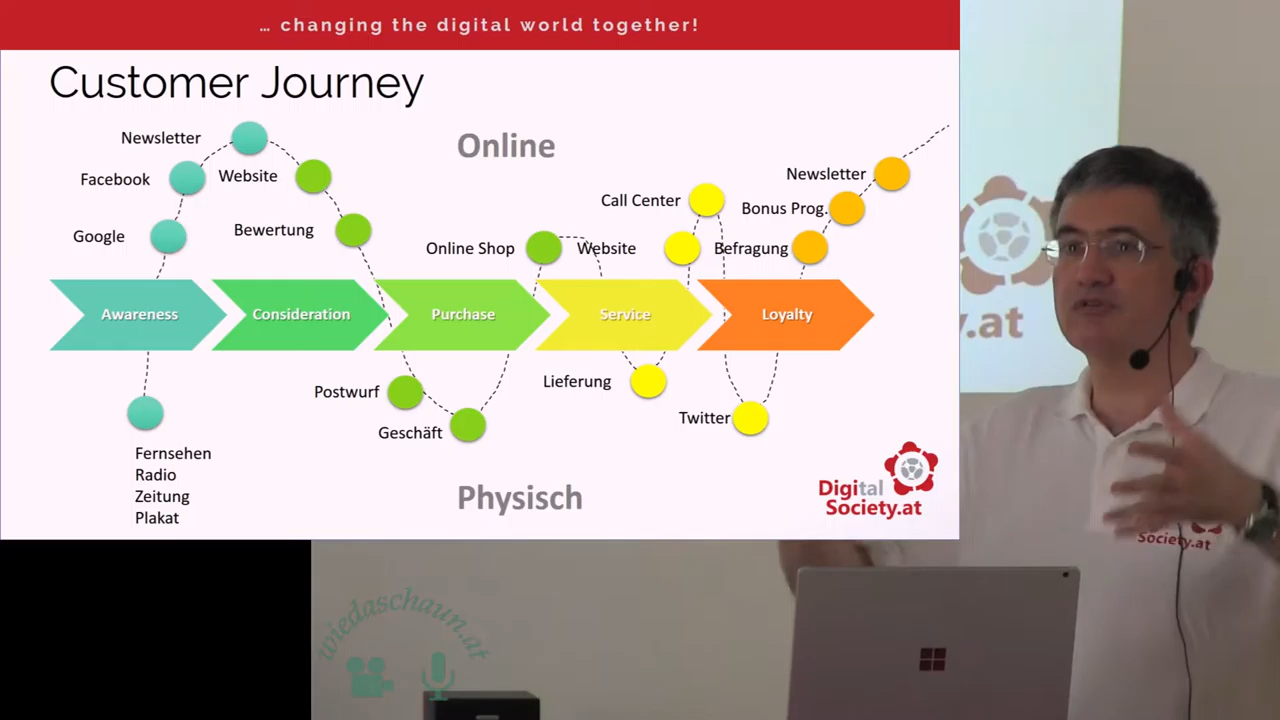 … changing the digital world together!
Customer Journey
Online
Newsletter
Facebook
Website
Google
Bewertung
Online Shop
Website
Call Center
Befragung
Bonus Prog.
Newsletter
Awareness
Consideration
Purchase
Service
Loyalty
Postwurf
Geschäft
Lieferung
Twitter
Fernsehen
Radio
Zeitung
Plakat
Physisch
Digital
Society.at
y.at
Society.at
wiedaschaun.at